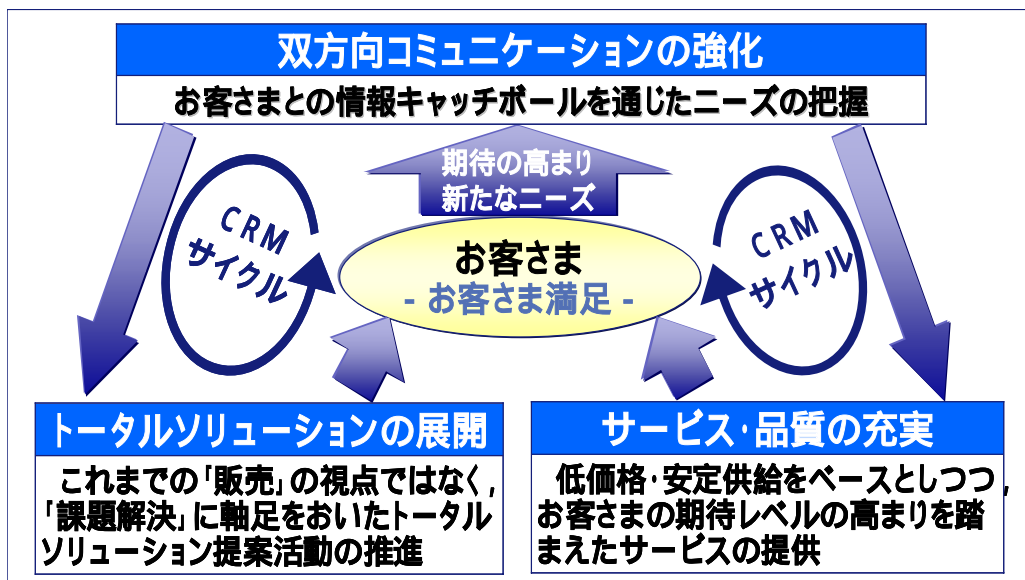 双方向コミュニケーションの強化
お客さまとの情報キャッチボールを通じたニーズの把握
期待の高まり
新たなニーズ
CRM
サイクル
CRM
サイクル
お客さま
- お客さま満足 -
トータルソリューションの展開
これまでの「販売」の視点ではなく,
「課題解決」に軸足をおいたトータル
ソリューション提案活動の推進
サービス・品質の充実
低価格・安定供給をベースとしつつ,
お客さまの期待レベルの高まりを踏
まえたサービスの提供